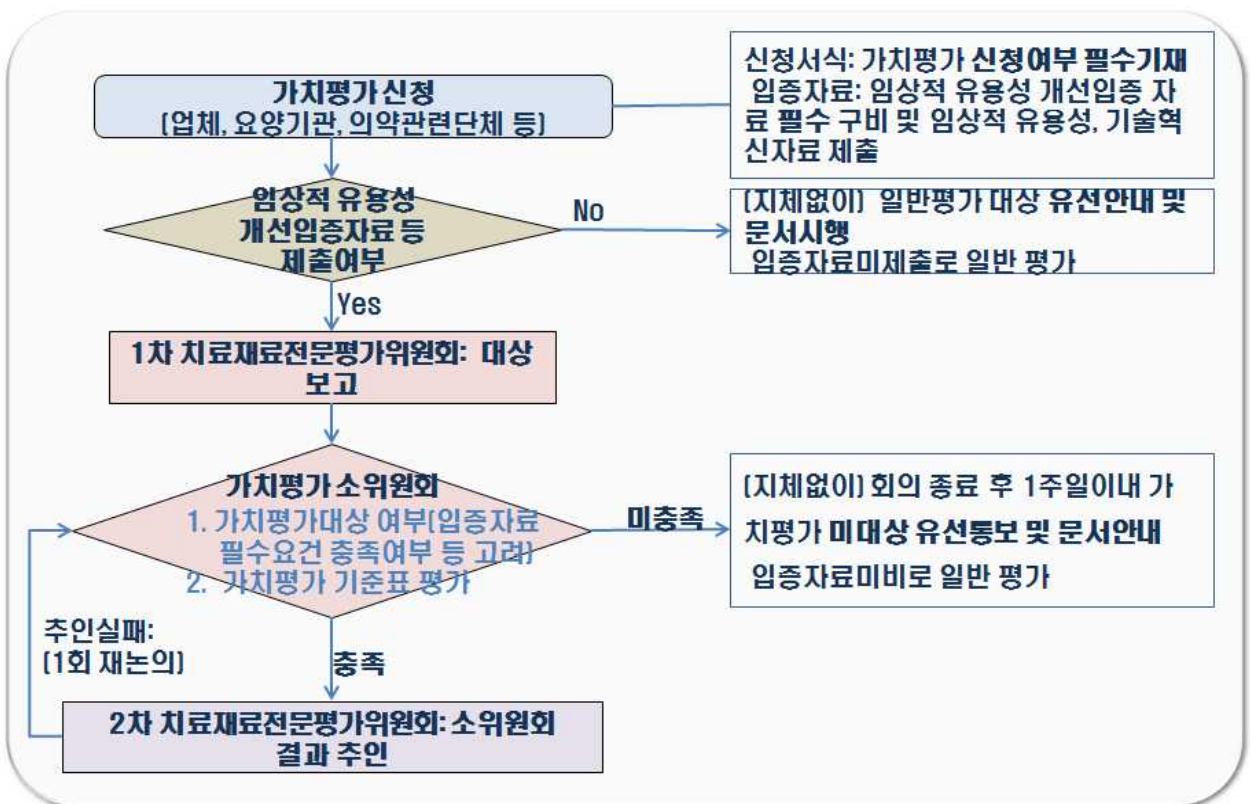 가치평가 신청
[업체, 요양기관, 의약관련단체 등]
신청서식: 가치평가 신청여부 필수기재
입증자료: 임상적 유용성 개선입증 자
료 필수 구비 및 임상적 유용성, 기술혁
신자료 제출
임상적 유용성
개선입증자료 등
제출여부
No
[지체없이] 일반평가 대상 유선안내 및
문서시행
입증자료미제출로 일반 평가
Yes
1차 치료재료전문평가위원회: 대상
보고
가치평가 소위원회
1. 가치평가대상 여부[입증자료
필수요건 충족여부 등 고려]
2. 가치평가 기준표 평가
미충족
[지체없이] 회의 종료 후 1주일이내 가
치평가 미대상 유선통보 및 문서안내
입증자료미비로 일반 평가
추인실패:
[1회 재논의]
충족
2차 치료재료전문평가위원회: 소위원회
결과 추인